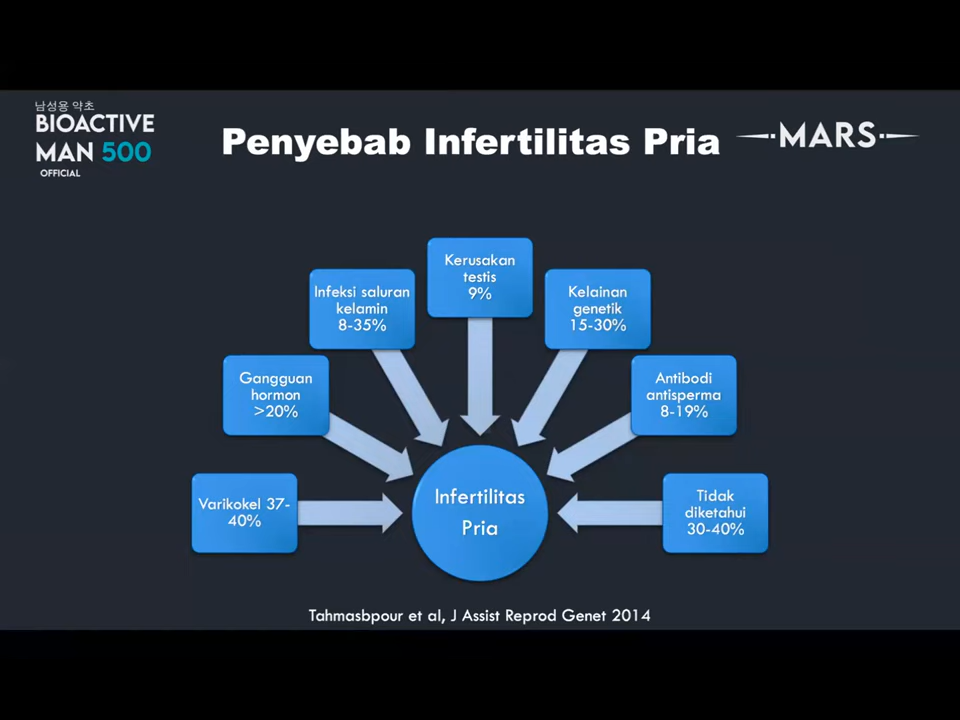 남성용 약초
BIOACTIVE
MAN 500
OFFICIAL
Penyebab Infertilitas Pria
MARS
Kerusakan
testis
9%
Infeksi saluran
kelamin
8-35%
Kelainan
genetik
15-30%
Gangguan
hormon
>20%
Antibodi
antisperma
8-19%
Varikokel 37-
40%
Infertilitas
Pria
Tidak
diketahui
30-40%
Tahmasbpour et al, J Assist Reprod Genet 2014